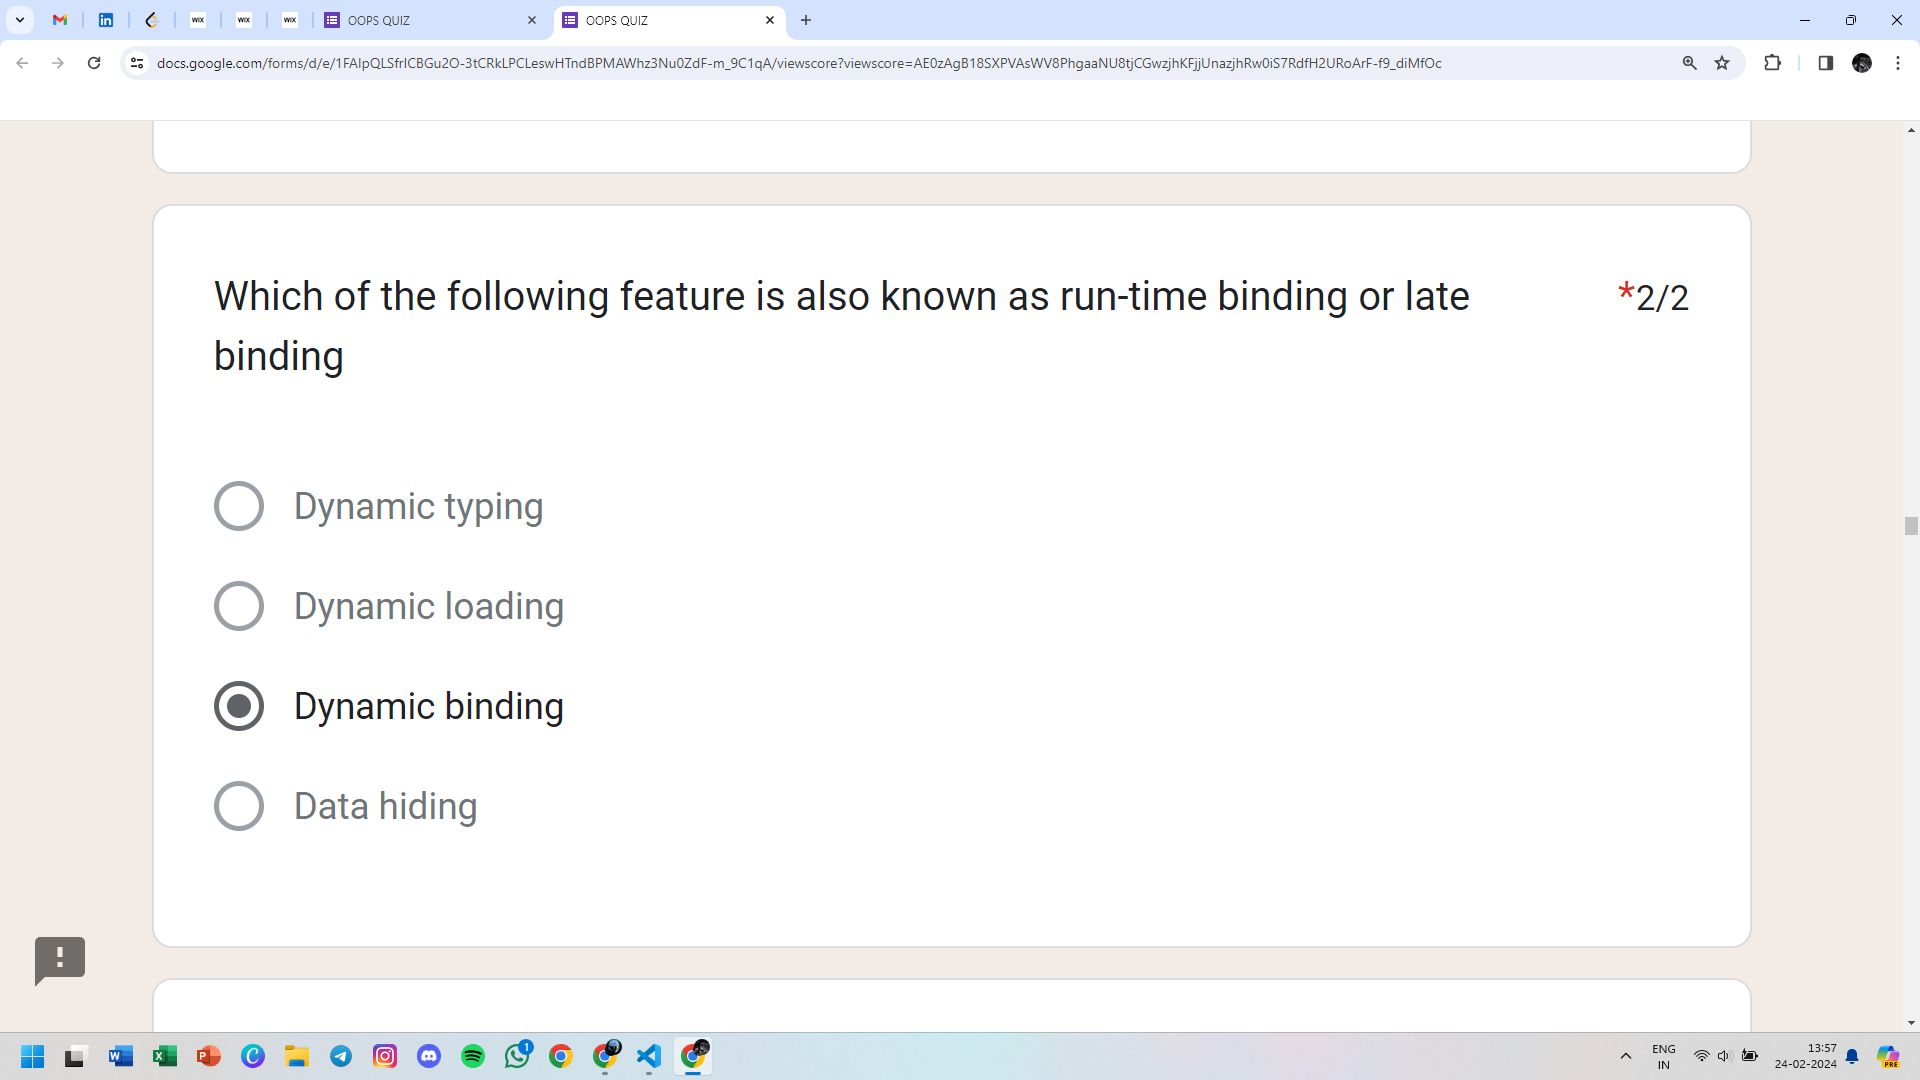 OOPS QUIZ
OOPS QUIZ
docs.google.com/forms/d/e/1FAIpQLSfrICBGu2O-3tCRkLPCLeswHTndBPMAWhz3Nu0ZdF-m_9C1qA/viewscore?viewscore=AE0zAgB18SXPVAsWV8PhgaaNU8tjCGwzjhKFjjUnazjhRw0iS7RdfH2URoArF-f9_diMfOc
Which of the following feature is also known as run-time binding or late *2/2
binding
Dynamic typing
Dynamic loading
Dynamic binding
Data hiding
1
ENG
IN
13:57
24-02-2024